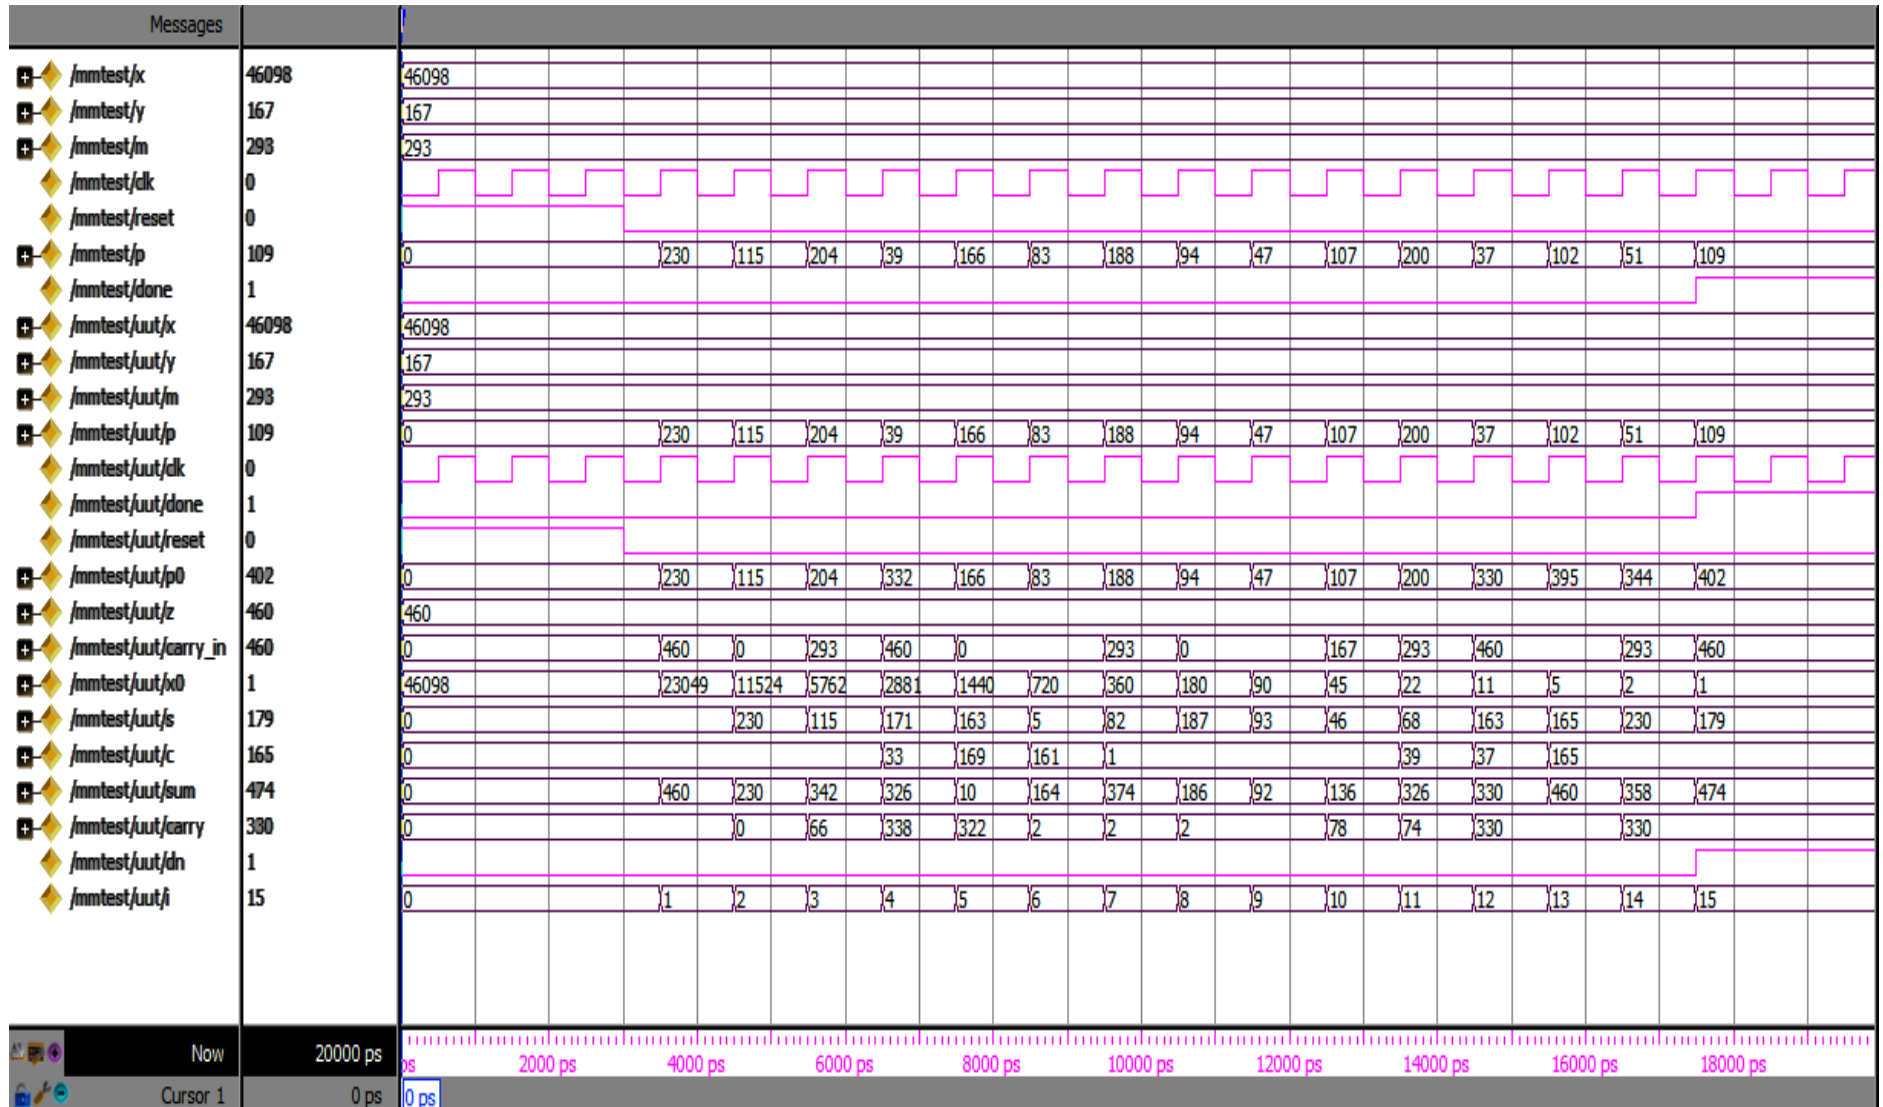 Messages
/mmtest/x 46098 46098
/mmtest/y 167 167
/mmtest/m 293 293
/mmtest/clk 0
/mmtest/reset 0
/mmtest/p 109 0 230 115 204 39 166 83 188 94 47 107 200 37 102 51 109
/mmtest/done 1
/mmtest/uut/x 46098 46098
/mmtest/uut/y 167 167
/mmtest/uut/m 293 293
/mmtest/uut/p 109 0 230 115 204 39 166 83 188 94 47 107 200 37 102 51 109
/mmtest/uut/clk 0
/mmtest/uut/done 1
/mmtest/uut/reset 0
/mmtest/uut/p0 402 0 230 115 204 332 166 83 188 94 47 107 200 330 395 344 402
/mmtest/uut/z 460 460
/mmtest/uut/carry_in 460 0 460 0 293 460 0 293 0 167 293 460 293 460
/mmtest/uut/x0 1 46098 23049 11524 5762 2881 1440 720 360 180 90 45 22 11 5 2 1
/mmtest/uut/s 179 0 230 115 171 163 5 82 187 93 46 68 163 165 230 179
/mmtest/uut/c 165 0 33 169 161 1 39 37 165
/mmtest/uut/sum 474 0 460 230 342 326 10 164 374 186 92 136 326 330 460 358 474
/mmtest/uut/carry 330 0 0 66 338 322 2 2 2 78 74 330 330
/mmtest/uut/dn 1
/mmtest/uut/i 15 0 1 2 3 4 5 6 7 8 9 10 11 12 13 14 15
Now 20000 ps ps 2000 ps 4000 ps 6000 ps 8000 ps 10000 ps 12000 ps 14000 ps 16000 ps 18000 ps
Cursor 1 0 ps 0 ps